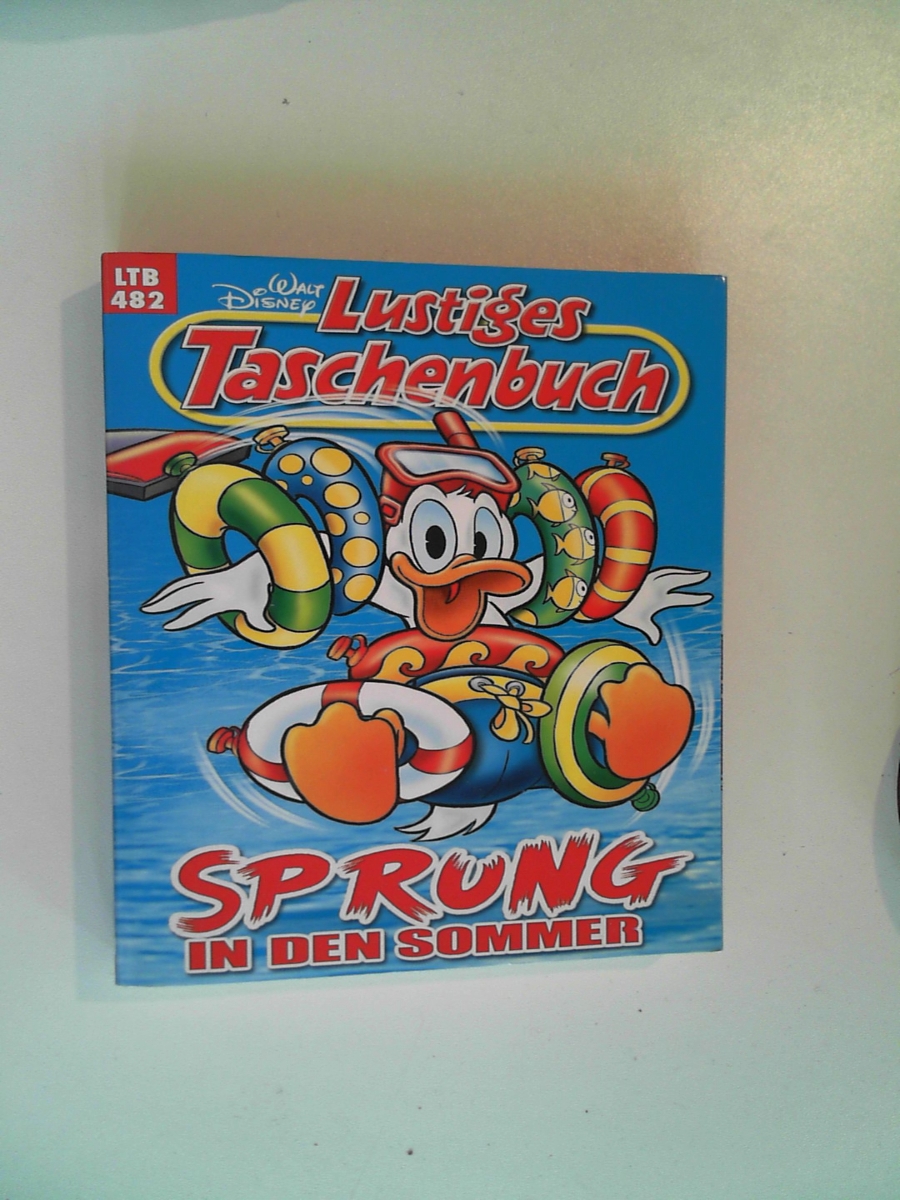 LTB
482
WALT
DISNEY
Lustiges
Taschenbuch
SPRUNG
IN DEN SOMMER